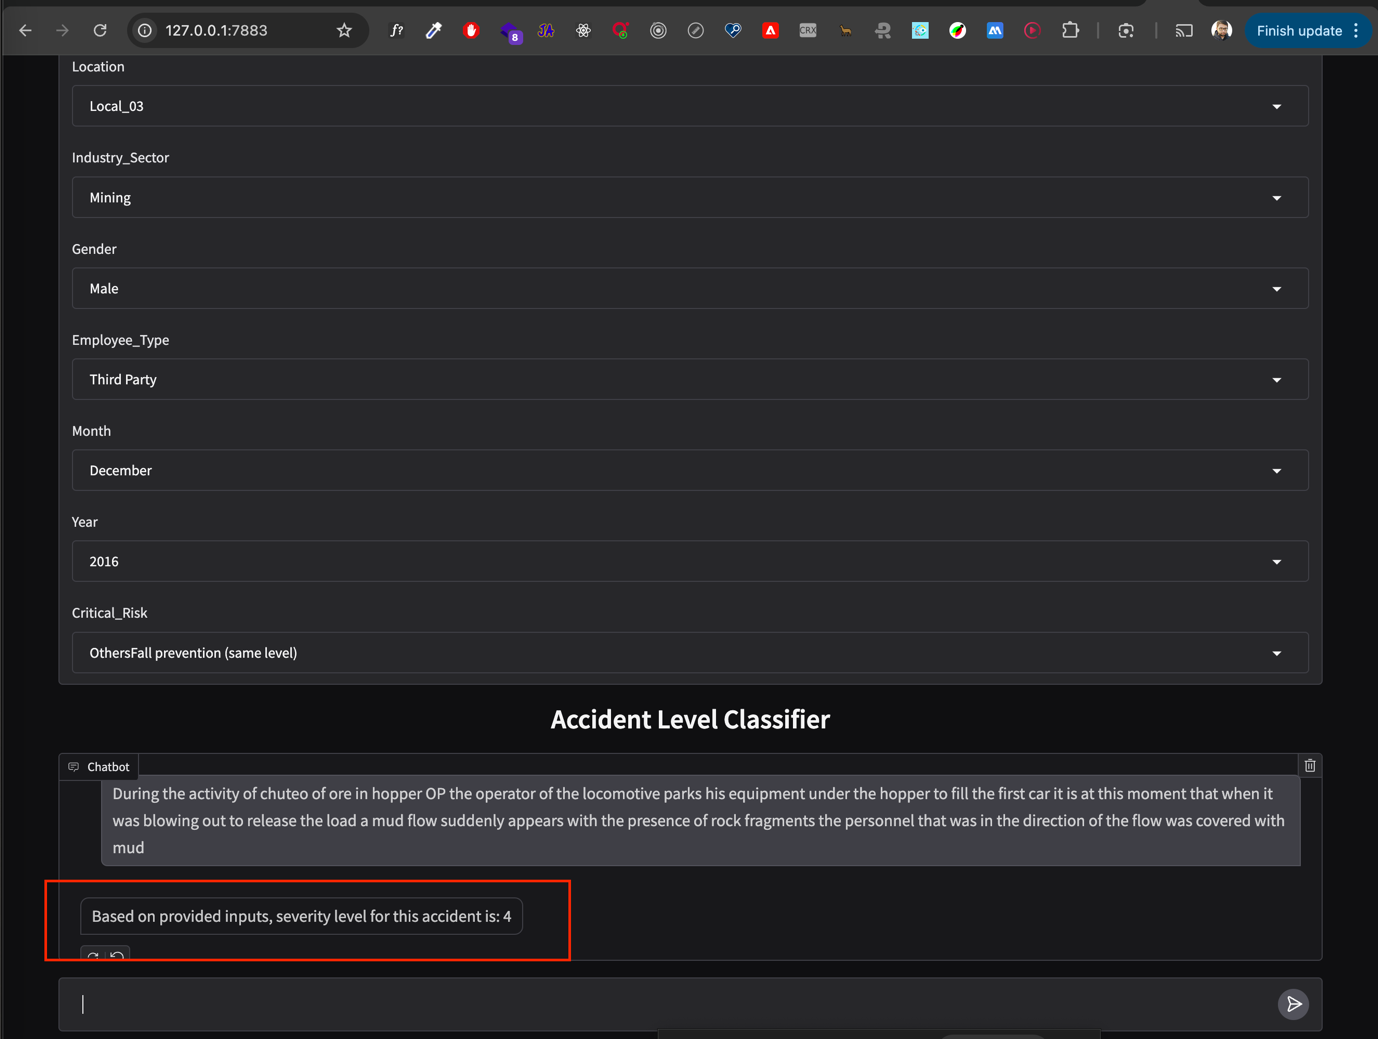 127.0.0.1:7883
f?
8
JA
CRX
Finish update
Location
Local_03
Industry_Sector
Mining
Gender
Male
Employee_Type
Third Party
Month
December
Year
2016
Critical_Risk
OthersFall prevention (same level)
Accident Level Classifier
Chatbot
During the activity of chuteo of ore in hopper OP the operator of the locomotive parks his equipment under the hopper to fill the first car it is at this moment that when it
was blowing out to release the load a mud flow suddenly appears with the presence of rock fragments the personnel that was in the direction of the flow was covered with
mud
Based on provided inputs, severity level for this accident is: 4